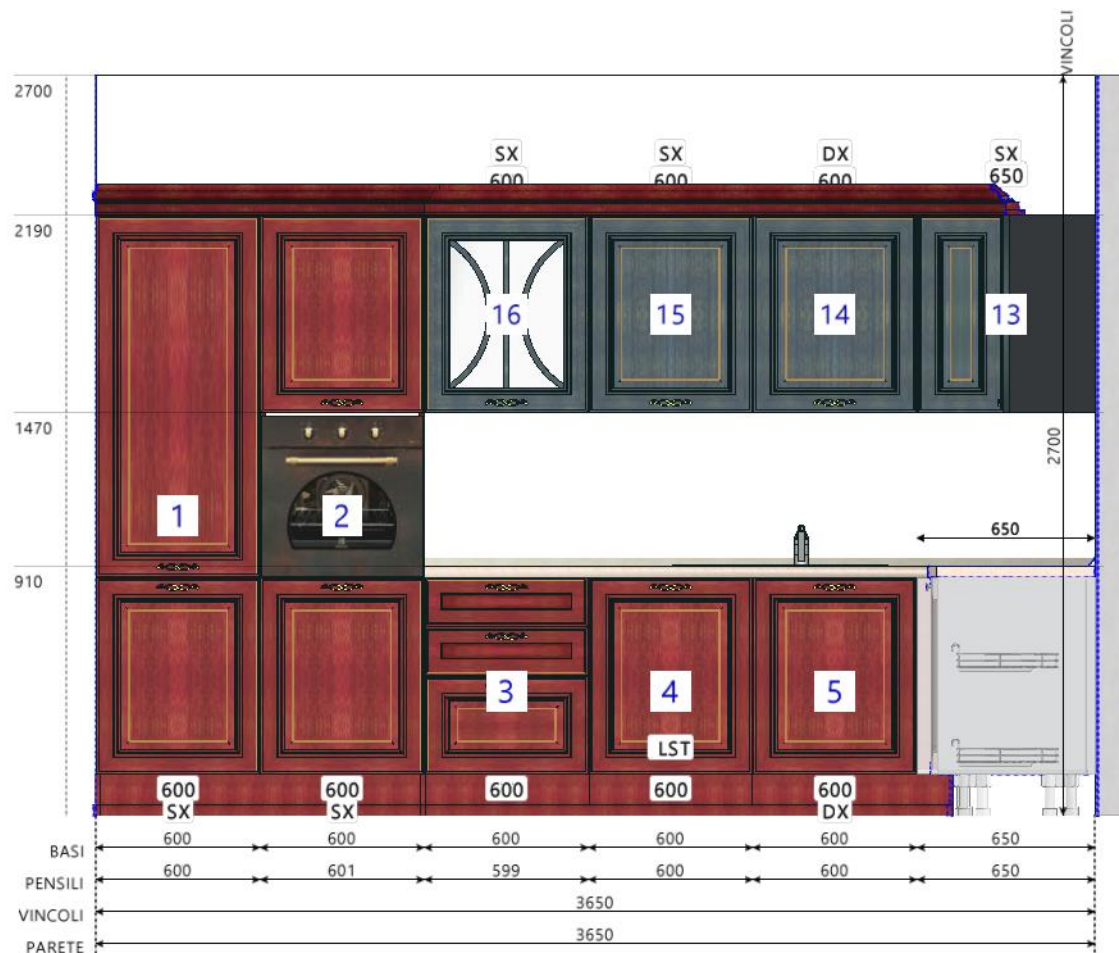 VINCOLI
2700
SX SX DX SX
600 600 600 650
2190
16 15 14 13
1470
2700
1 2
650
910
3 4 5
LST
600 600 600 600 600
SX SX DX
BASI 600 600 600 600 600 650
PENSILI 600 601 599 600 600 650
VINCOLI 3650
PARETE 3650